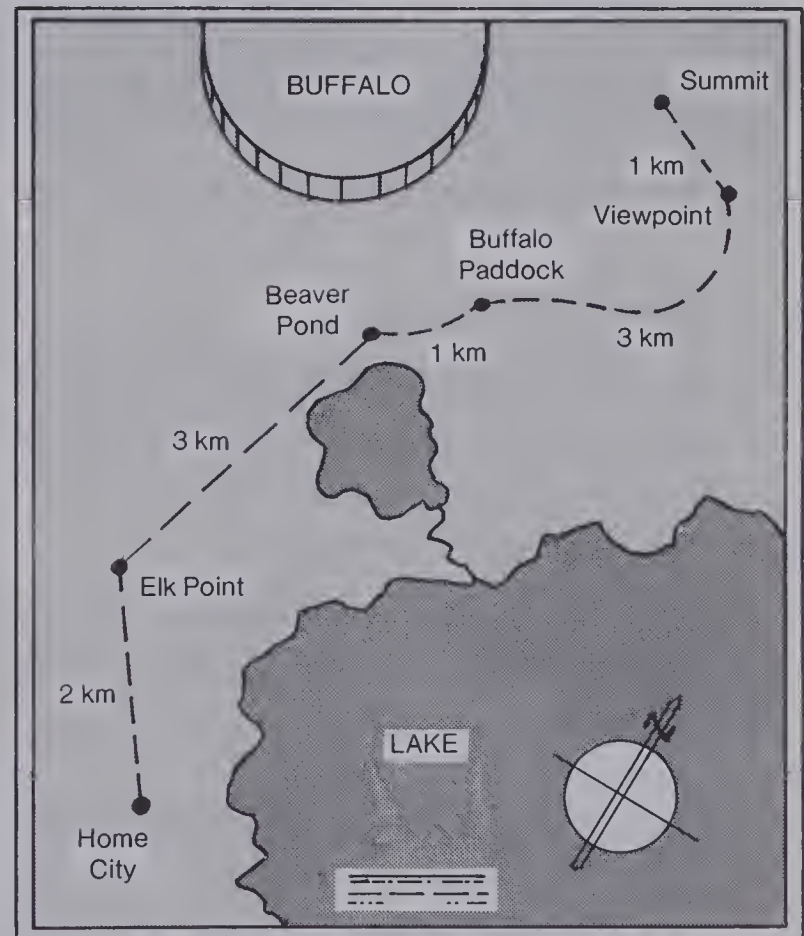 BUFFALO
Summit
1 km
Viewpoint
Buffalo
Paddock
Beaver
Pond
1 km
3 km
3 km
Elk Point
2 km
N
LAKE
Home
City